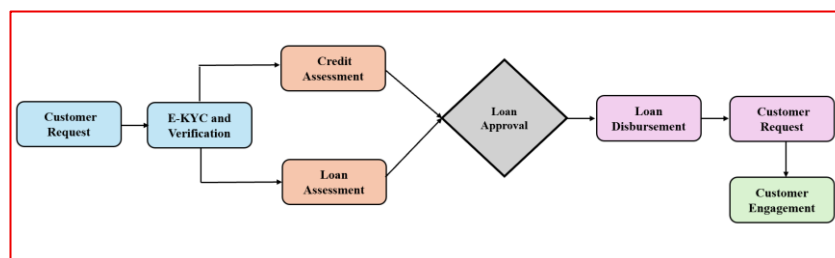 Customer
Request
E-KYC and
Verification
Credit
Assessment
Loan
Assessment
Loan
Approval
Loan
Disbursement
Customer
Request
Customer
Engagement